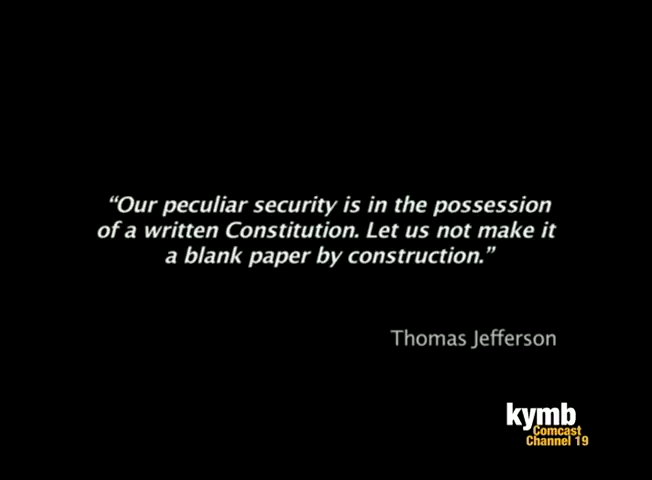 “Our peculiar security is in the possession
of a written Constitution. Let us not make it
a blank paper by construction.”
Thomas Jefferson
kymb
Comcast
Channel 19